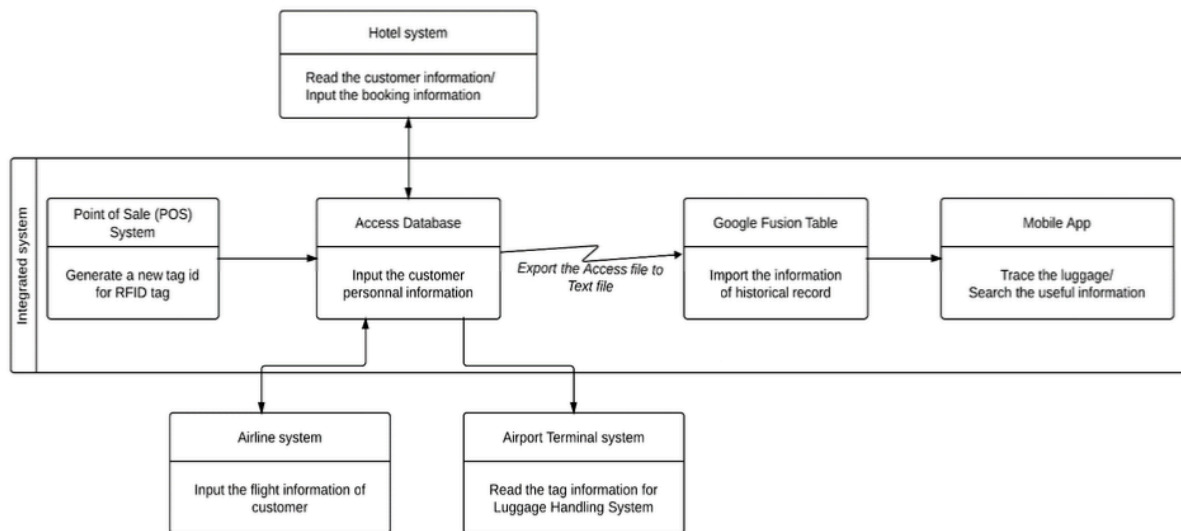 Hotel system
Read the customer information/
Input the booking information
Integrated system
Point of Sale (POS)
System
Generate a new tag id
for RFID tag
Access Database
Input the customer
personnal information
Export the Access file to
Text file
Google Fusion Table
Import the information
of historical record
Mobile App
Trace the luggage/
Search the useful information
Airline system
Input the flight information of
customer
Airport Terminal system
Read the tag information for
Luggage Handling System